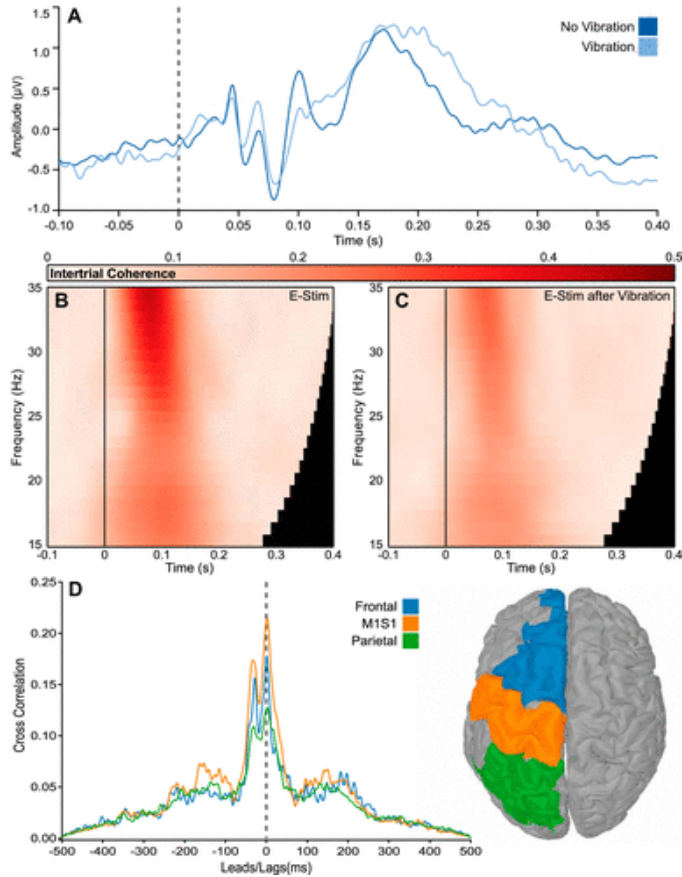 A
No Vibration
Vibration
Amplitude (µV)
1.5
1.0
0.5
0.0
-0.5
-1.0
-0.10 -0.05 0 0.05 0.10 0.15 0.20 0.25 0.30 0.35 0.40
Time (s)
0 0.1 0.2 0.3 0.4 0.5
Intertrial Coherence
B
E-Stim
Frequency (Hz)
35
30
25
20
15
-0.1 0 0.1 0.2 0.3 0.4
Time (s)
C
E-Stim after Vibration
Frequency (Hz)
35
30
25
20
15
-0.1 0 0.1 0.2 0.3 0.4
Time (s)
D
Cross Correlation
0.25
0.20
0.15
0.10
0.05
0.00
-500 -400 -300 -200 -100 0 100 200 300 400 500
Leads/Lags[ms]
Frontal
M1S1
Parietal